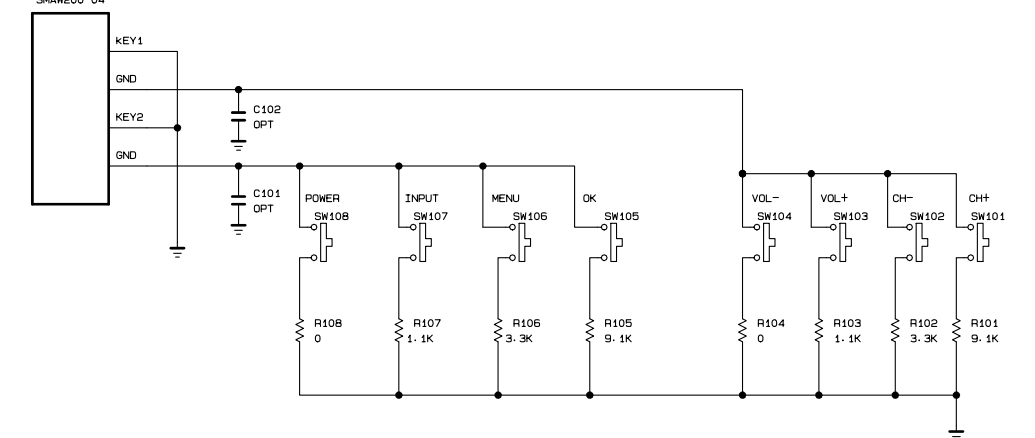 SMAW200-04
KEY1
GND
C102
OPT
KEY2
GND
C101
OPT
POWER
SW108
INPUT
SW107
MENU
SW106
OK
SW105
VOL-
SW104
VOL+
SW103
CH-
SW102
CH+
SW101
R108
0
R107
1.1K
R106
3.3K
R105
9.1K
R104
0
R103
1.1K
R102
3.3K
R101
9.1K